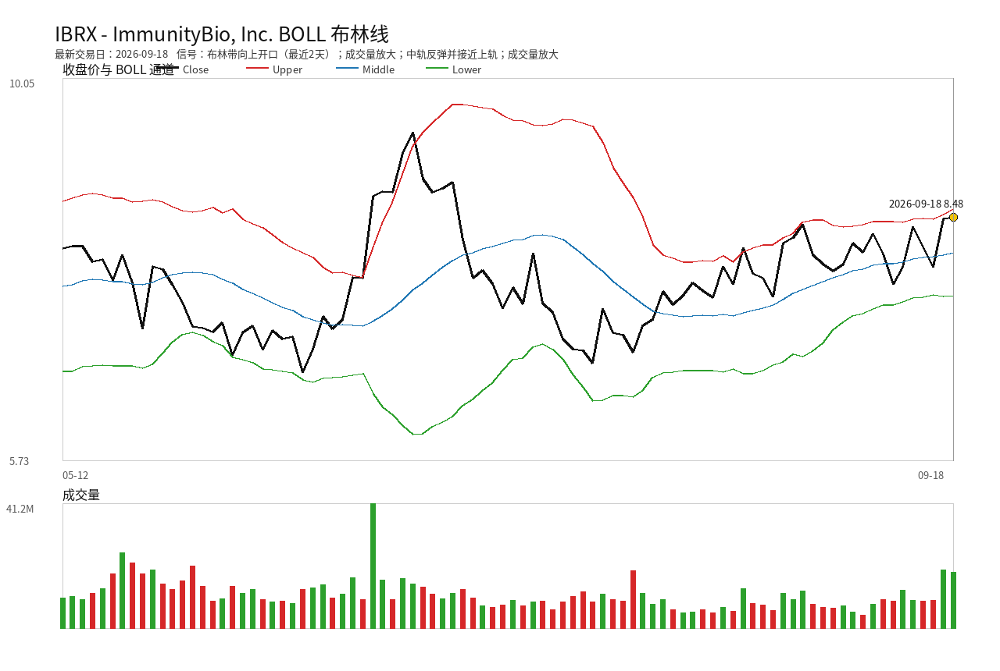 IBRX - ImmunityBio, Inc. BOLL 布林线
最新交易日：2026-09-18 信号：布林带向上开口（最近2天）；成交量放大；中轨反弹并接近上轨；成交量放大
收盘价与 BOLL 通道 Close Upper Middle Lower
10.05
2026-09-18 8.48
5.73
05-12 09-18
成交量
41.2M